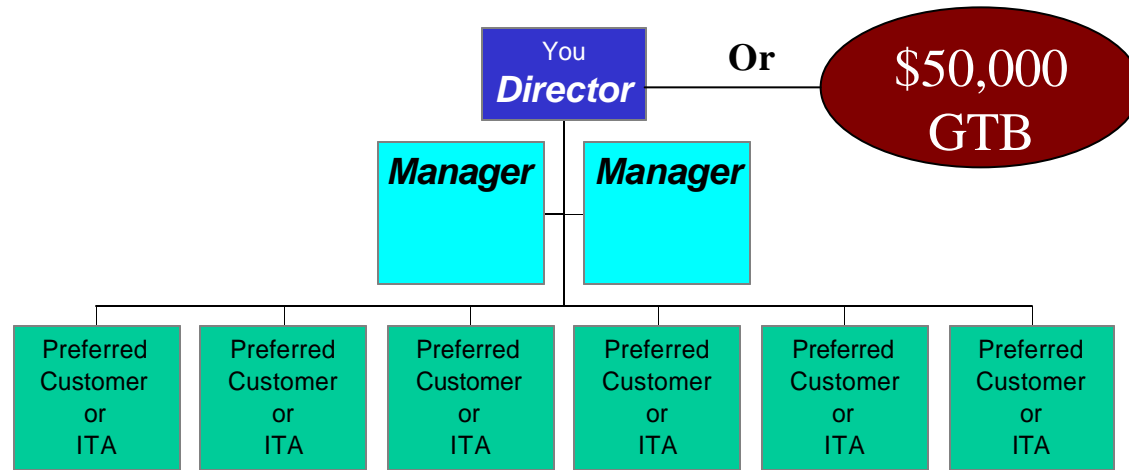 You
Director
Or
$50,000
GTB
Manager
Manager
Preferred
Customer
or
ITA
Preferred
Customer
or
ITA
Preferred
Customer
or
ITA
Preferred
Customer
or
ITA
Preferred
Customer
or
ITA
Preferred
Customer
or
ITA